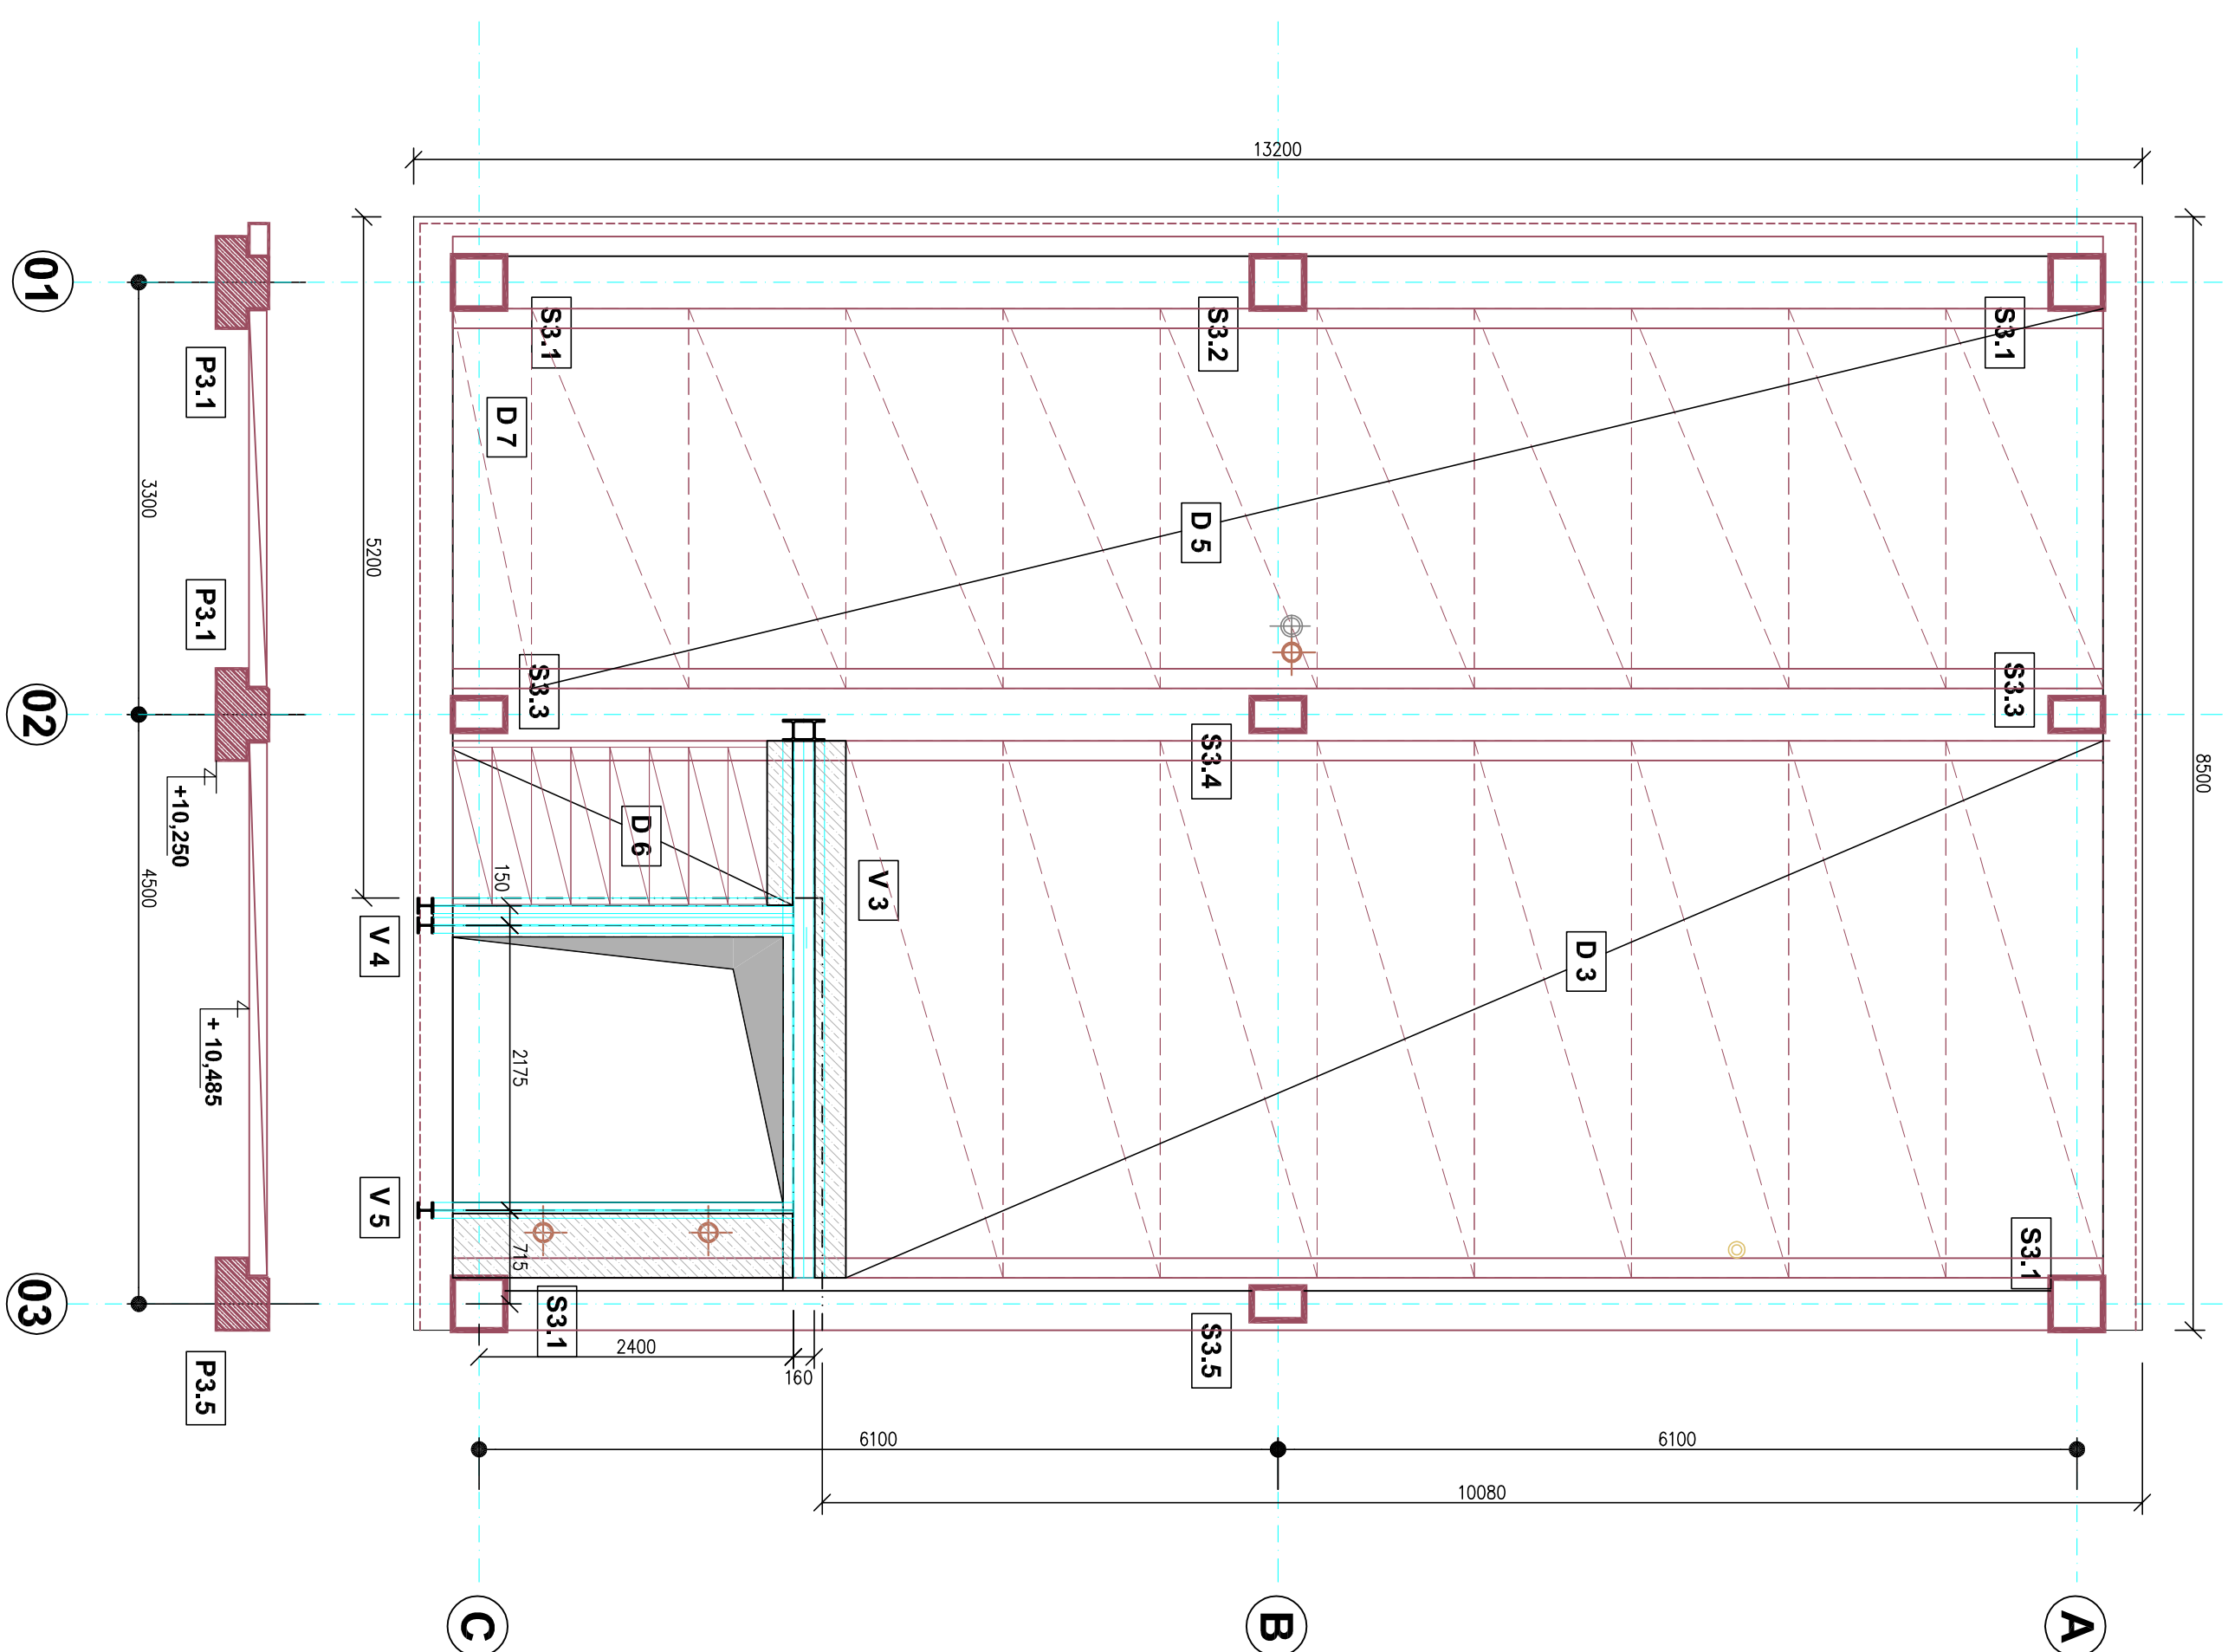 13200
8500
01
02
03
3300
4500
5200
P3.1
P3.1
P3.5
+10,250
+ 10,485
S3.1
S3.2
S3.1
D 7
D 5
S3.3
S3.3
S3.4
D 6
V 3
D 3
150
V 4
2175
V 5
715
S3.1
S3.1
S3.5
2400
160
6100
6100
10080
C
B
A